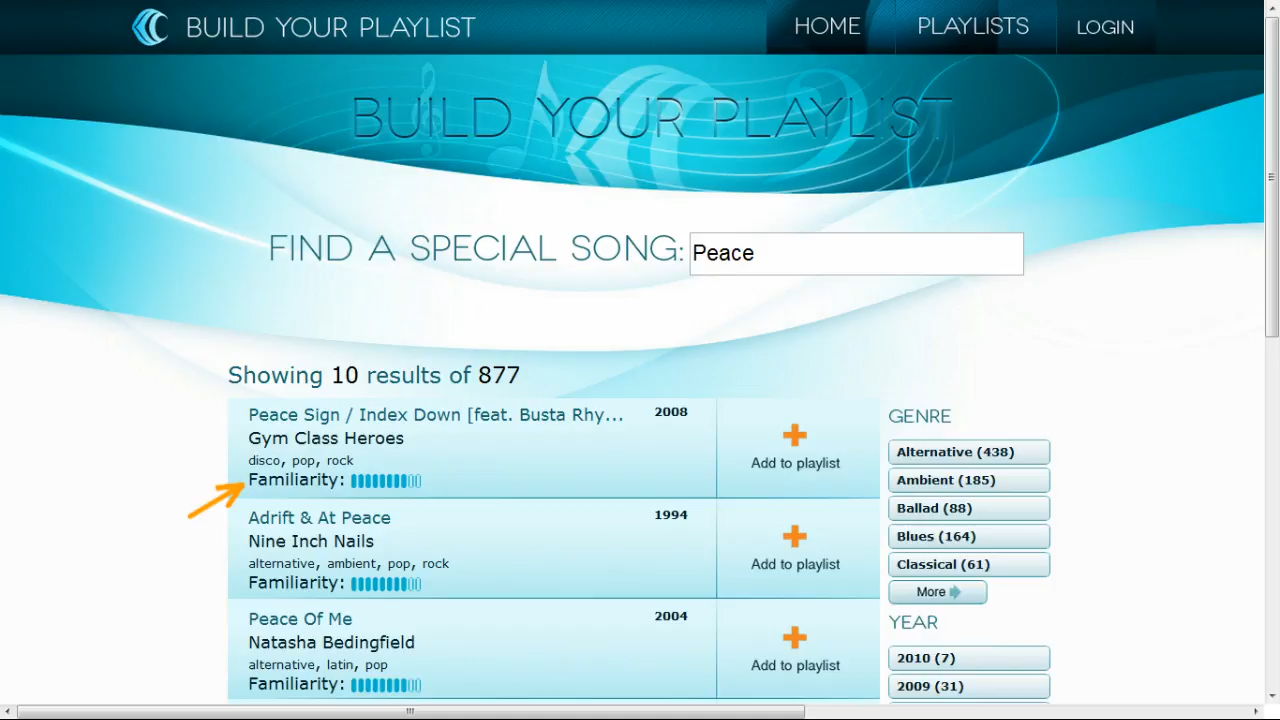 BUILD YOUR PLAYLIST
HOME
PLAYLISTS
LOGIN
BUILD YOUR PLAYLIST
FIND A SPECIAL SONG: Peace
Showing 10 results of 877
Peace Sign / Index Down [feat. Busta Rhy... 2008
Gym Class Heroes
disco, pop, rock
Familiarity:
Add to playlist
Adrift & At Peace 1994
Nine Inch Nails
alternative, ambient, pop, rock
Familiarity:
Add to playlist
Peace Of Me 2004
Natasha Bedingfield
alternative, latin, pop
Familiarity:
Add to playlist
GENRE
Alternative (438)
Ambient (185)
Ballad (88)
Blues (164)
Classical (61)
More
YEAR
2010 (7)
2009 (31)